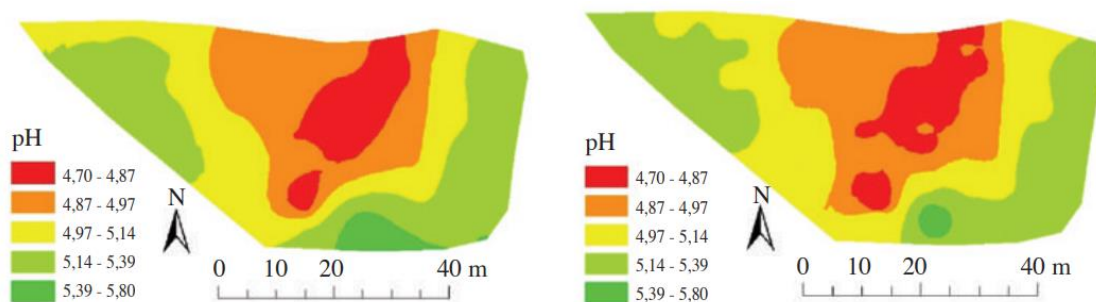 pH
4,70 - 4,87
4,87 - 4,97
4,97 - 5,14
5,14 - 5,39
5,39 - 5,80
N
0 10 20 40 m
pH
4,70 - 4,87
4,87 - 4,97
4,97 - 5,14
5,14 - 5,39
5,39 - 5,80
N
0 10 20 40 m